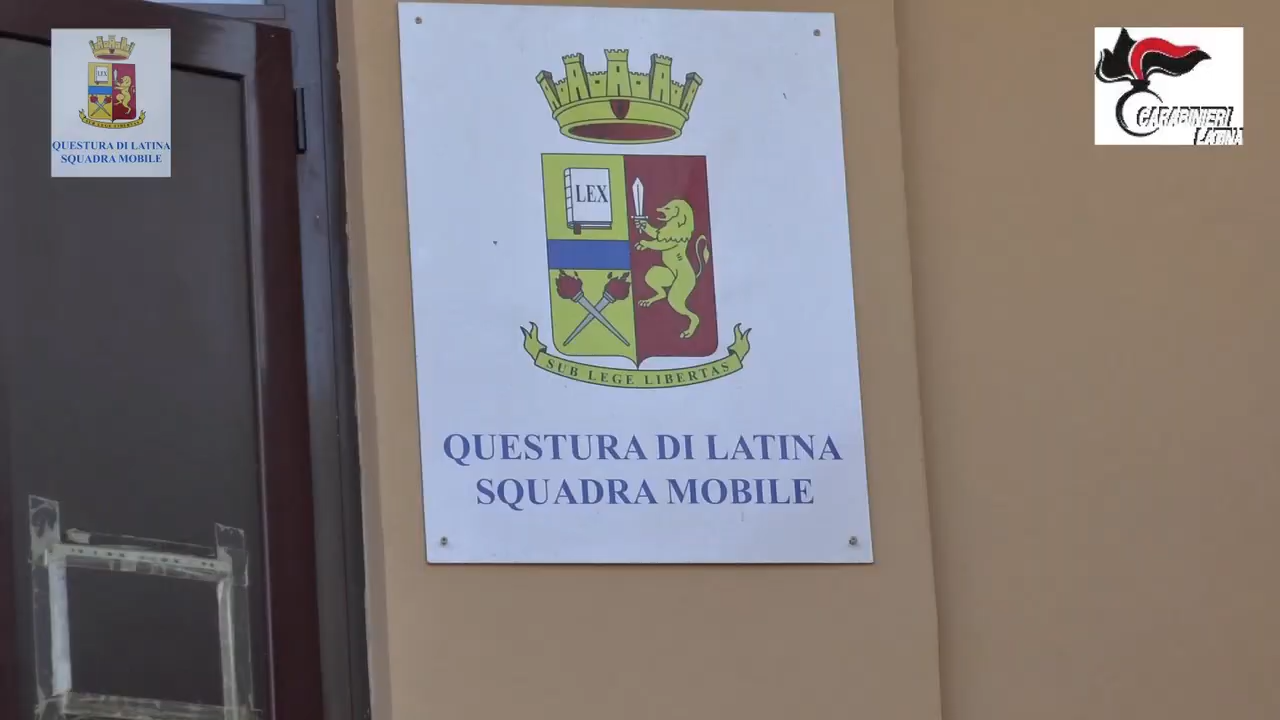 QUESTURA DI LATINA
SQUADRA MOBILE
CARABINIERI
LATINA
LEX
SUB LEGE LIBERTAS
QUESTURA DI LATINA
SQUADRA MOBILE